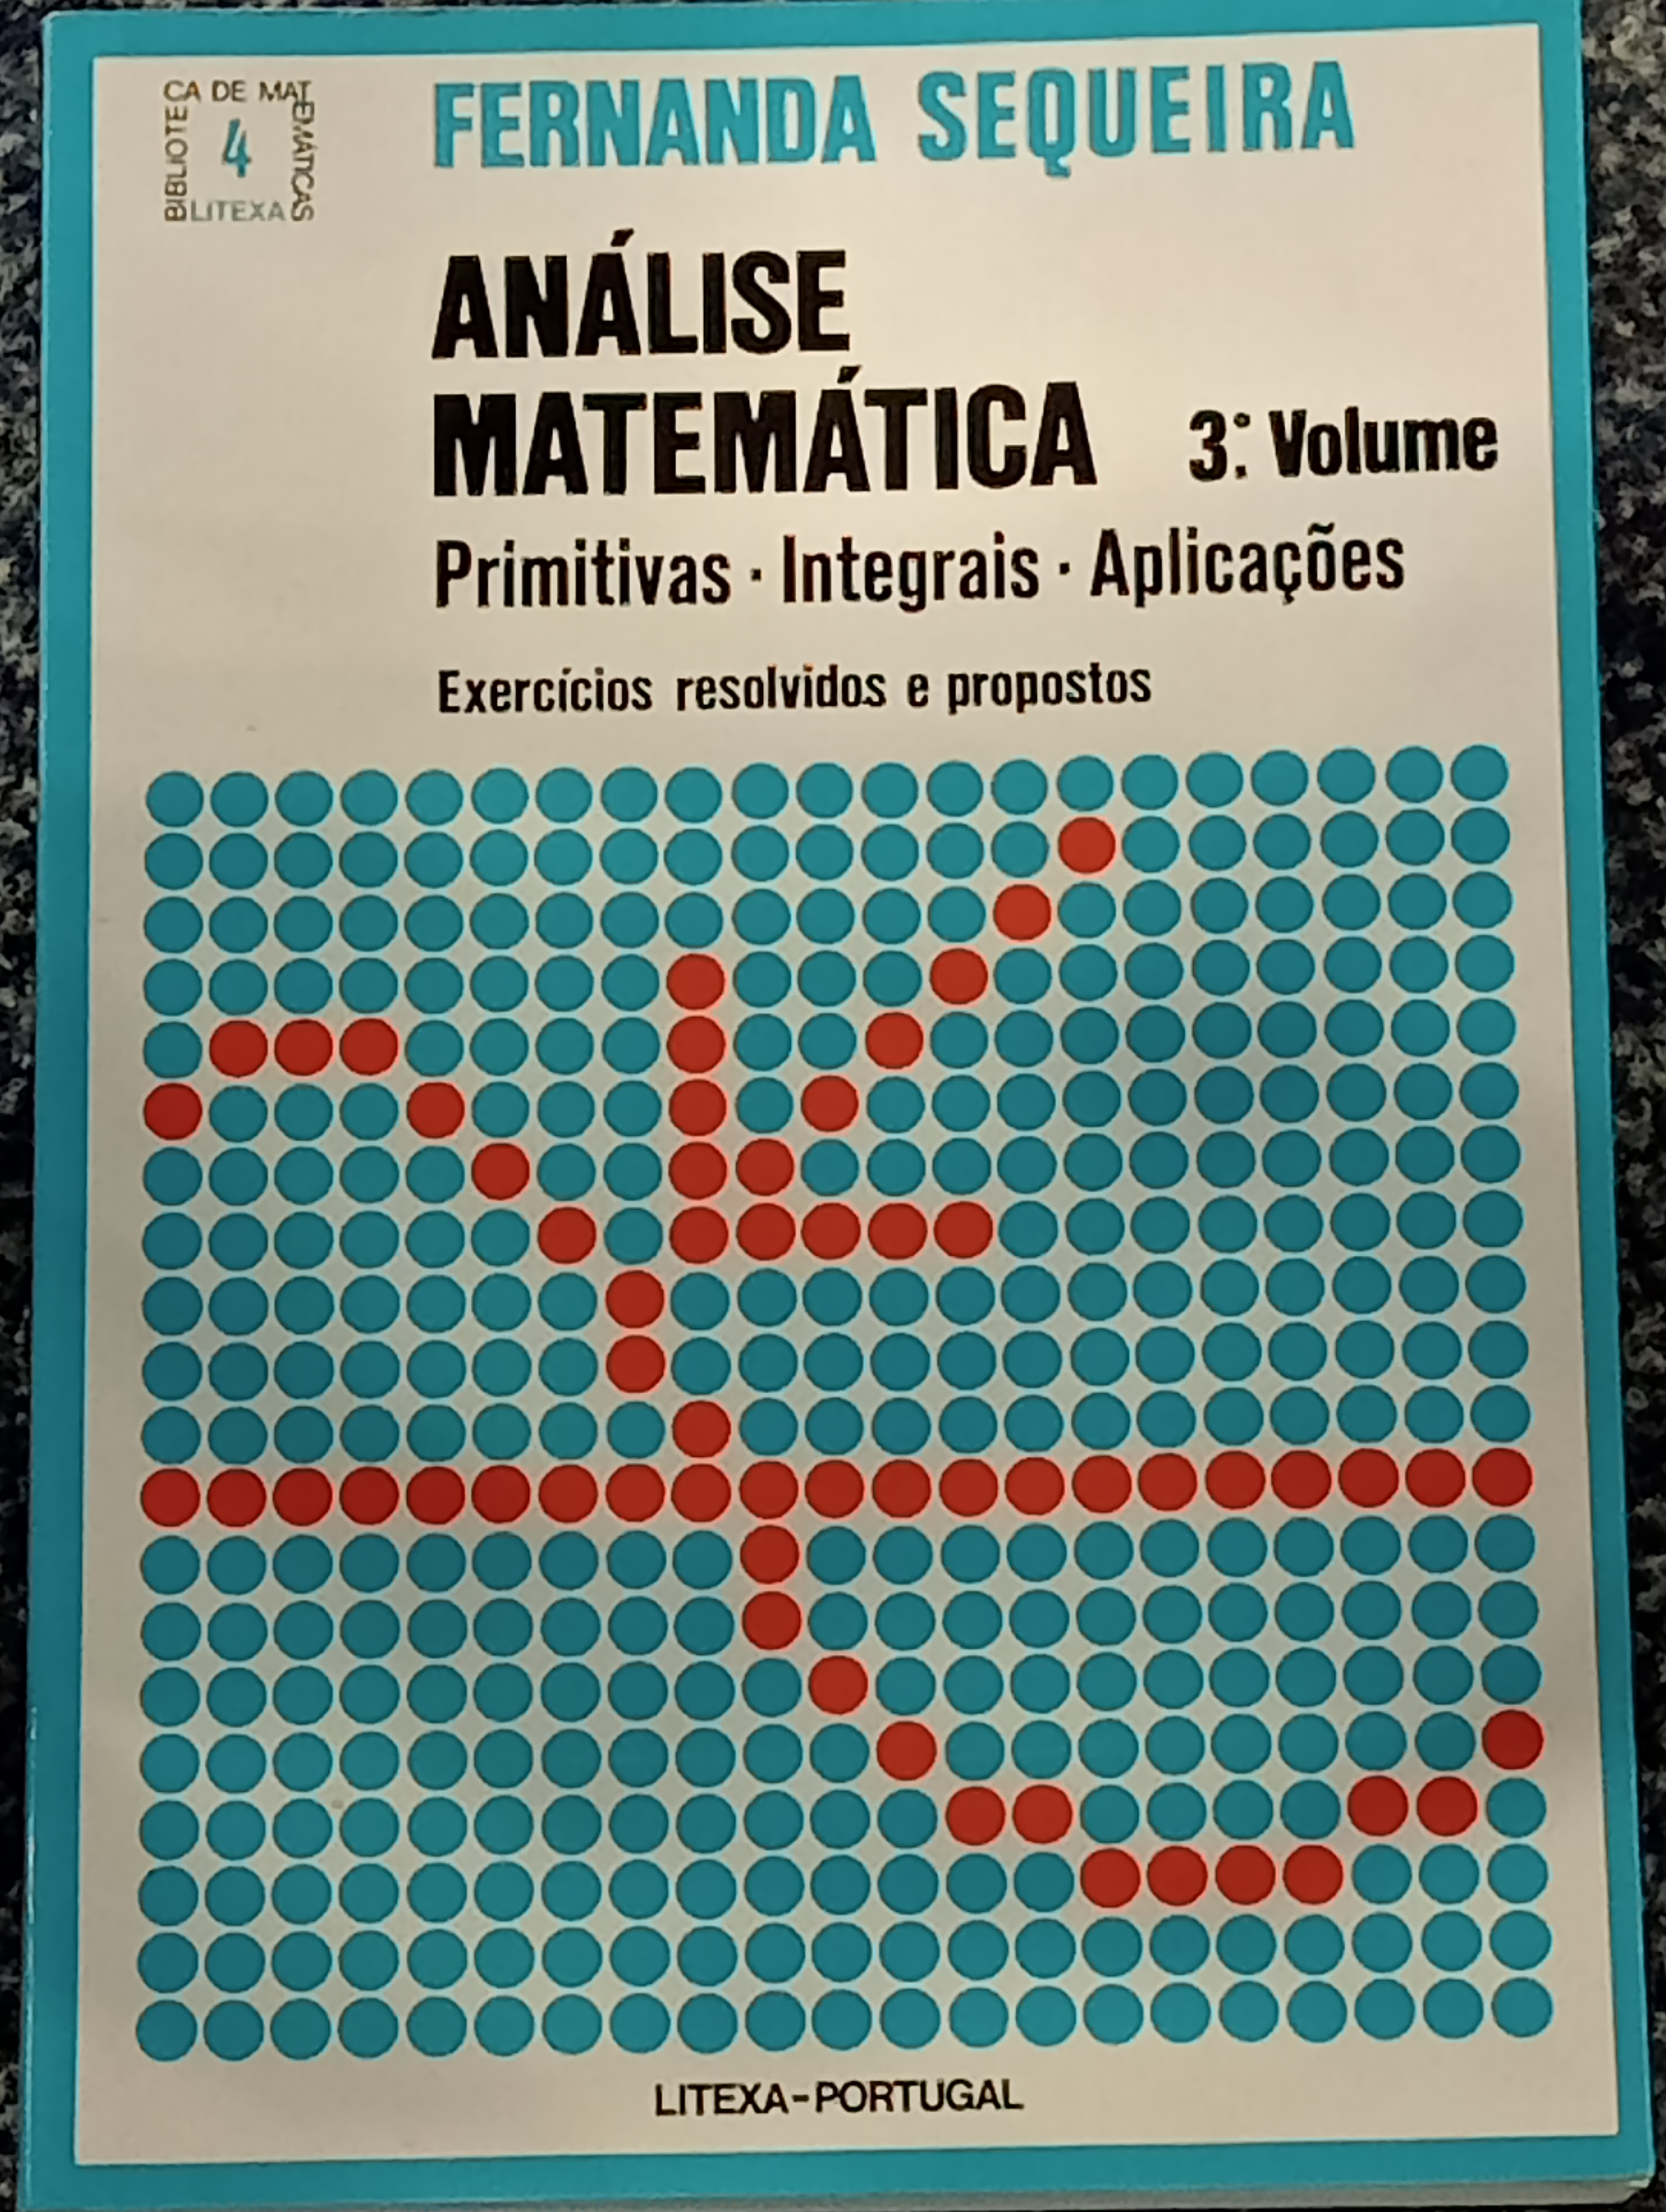 BIBLIOTECA DE MATEMÁTICAS
4
LITEXA
FERNANDA SEQUEIRA
ANÁLISE
MATEMÁTICA 3.º Volume
Primitivas · Integrais · Aplicações
Exercícios resolvidos e propostos
LITEXA-PORTUGAL